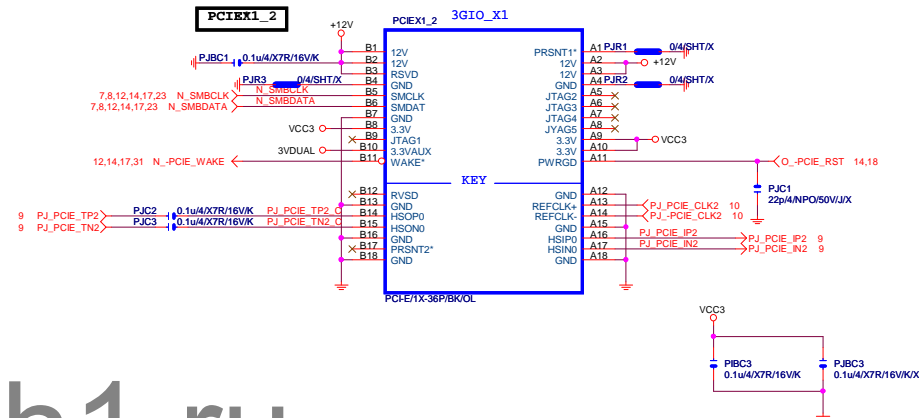 PCIEX1_2
+12V
PCIEX1_2
3GIO_X1
PJBC1
0.1u/4/X7R/16V/K
B1
12V
B2
12V
B3
RSVD
PJR3
0/4/SHT/X
B4
GND
7,8,12,14,17,23
N_SMBCLK
N_SMBCLK
B5
SMCLK
7,8,12,14,17,23
N_SMBDATA
N_SMBDATA
B6
SMDAT
B7
GND
VCC3
B8
3.3V
B9
JTAG1
3VDUAL
B10
3.3VAUX
12,14,17,31
N_-PCIE_WAKE
B11
WAKE*
KEY
B12
RVSD
B13
GND
9
PJ_PCIE_TP2
PJC2
0.1u/4/X7R/16V/K
PJ_PCIE_TP2_C
B14
HSOP0
9
PJ_PCIE_TN2
PJC3
0.1u/4/X7R/16V/K
PJ_PCIE_TN2_C
B15
HSON0
B16
GND
B17
PRSNT2*
B18
GND
PRSNT1*
A1
PJR1
0/4/SHT/X
12V
A2
+12V
12V
A3
GND
A4
PJR2
0/4/SHT/X
JTAG2
A5
JTAG3
A6
JTAG4
A7
JYAG5
A8
3.3V
A9
VCC3
3.3V
A10
PWRGD
A11
O_-PCIE_RST
14,18
PJC1
22p/4/NPO/50V/J/X
GND
A12
REFCLK+
A13
PJ_PCIE_CLK2
10
REFCLK-
A14
PJ_-PCIE_CLK2
10
GND
A15
HSIP0
A16
PJ_PCIE_IP2
PJ_PCIE_IP2
9
HSIN0
A17
PJ_PCIE_IN2
PJ_PCIE_IN2
9
GND
A18
PCI-E/1X-36P/BK/OL
VCC3
PIBC3
0.1u/4/X7R/16V/K
PJBC3
0.1u/4/X7R/16V/K/X